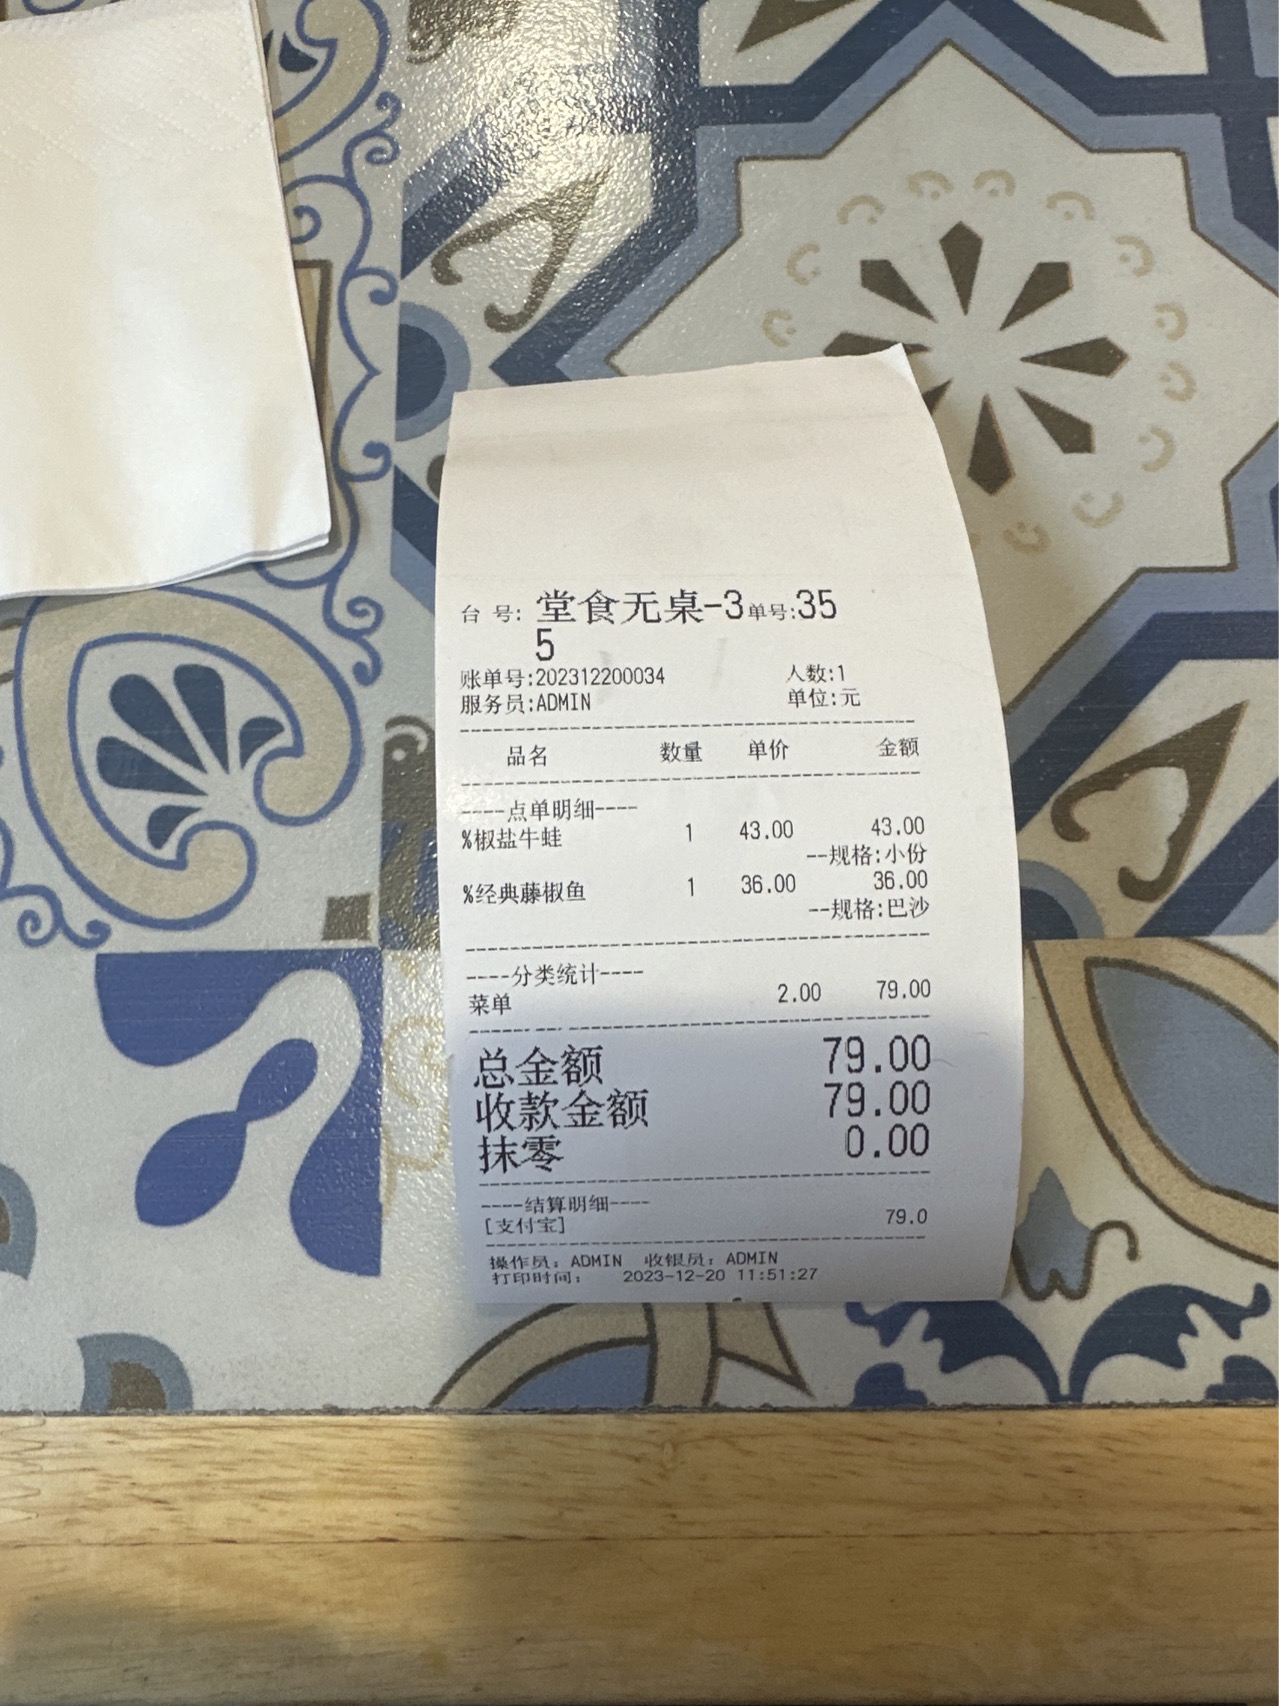 台 号: 堂食无桌-3单号:35
5
账单号:202312200034 人数:1
服务员:ADMIN 单位:元
品名 数量 单价 金额
----点单明细----
%椒盐牛蛙 1 43.00 43.00
--规格:小份
%经典藤椒鱼 1 36.00 36.00
--规格:巴沙
----分类统计----
菜单 2.00 79.00
总金额 79.00
收款金额 79.00
抹零 0.00
----结算明细----
[支付宝] 79.0
操作员: ADMIN 收银员: ADMIN
打印时间: 2023-12-20 11:51:27